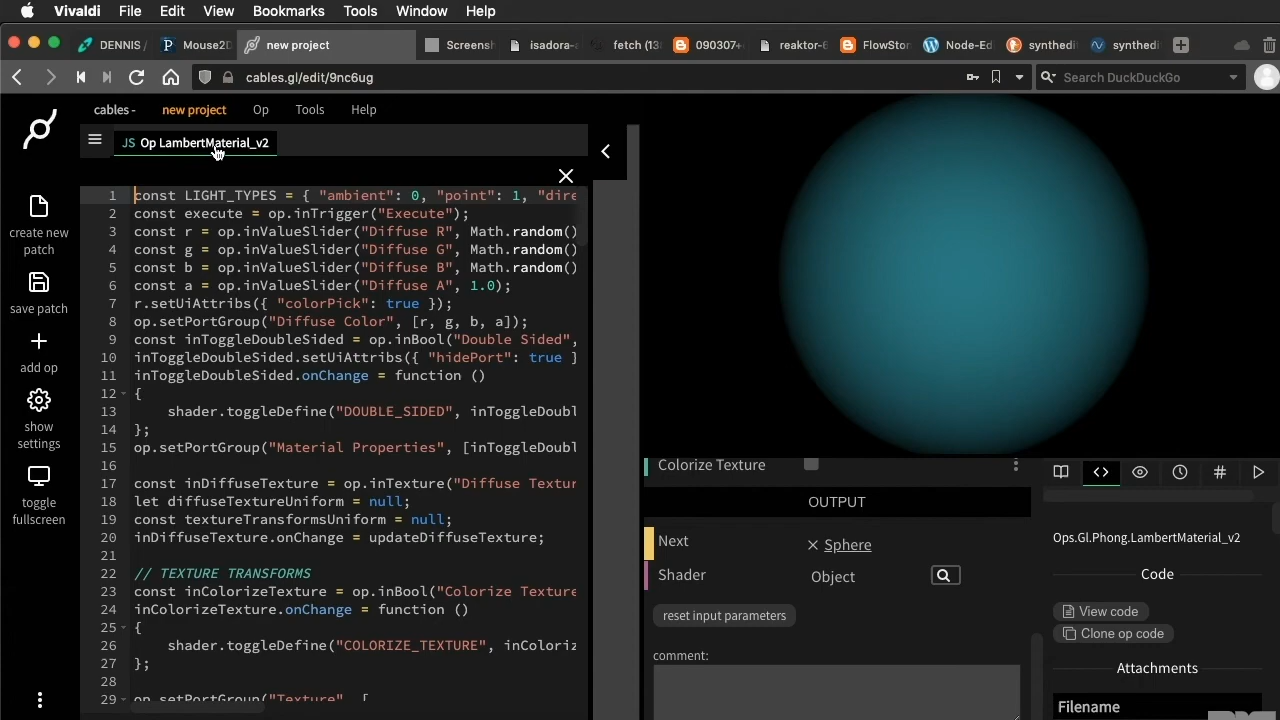 Vivaldi File Edit View Bookmarks Tools Window Help
DENNIS / Mouse2D new project Screensh isadora- fetch (13 090307+ reaktor-6 FlowStor Node-Ed synthedi synthedi
cables.gl/edit/9nc6ug Search DuckDuckGo
cables - new project Op Tools Help
JS Op LambertMaterial_v2
create new
patch
save patch
add op
show
settings
toggle
fullscreen
1 const LIGHT_TYPES = { "ambient": 0, "point": 1, "dire
2 const execute = op.inTrigger("Execute");
3 const r = op.inValueSlider("Diffuse R", Math.random()
4 const g = op.inValueSlider("Diffuse G", Math.random()
5 const b = op.inValueSlider("Diffuse B", Math.random()
6 const a = op.inValueSlider("Diffuse A", 1.0);
7 r.setUiAttribs({ "colorPick": true });
8 op.setPortGroup("Diffuse Color", [r, g, b, a]);
9 const inToggleDoubleSided = op.inBool("Double Sided",
10 inToggleDoubleSided.setUiAttribs({ "hidePort": true }
11 inToggleDoubleSided.onChange = function ()
12 {
13 shader.toggleDefine("DOUBLE_SIDED", inToggleDoubl
14 };
15 op.setPortGroup("Material Properties", [inToggleDoubl
16
17 const inDiffuseTexture = op.inTexture("Diffuse Textur
18 let diffuseTextureUniform = null;
19 const textureTransformsUniform = null;
20 inDiffuseTexture.onChange = updateDiffuseTexture;
21
22 // TEXTURE TRANSFORMS
23 const inColorizeTexture = op.inBool("Colorize Texture
24 inColorizeTexture.onChange = function ()
25 {
26 shader.toggleDefine("COLORIZE_TEXTURE", inColoriz
27 };
28
29 op.setPortGroup("Texture" [
Colorize Texture
OUTPUT
Next Sphere
Shader Object
reset input parameters
comment:
Ops.Gl.Phong.LambertMaterial_v2
Code
View code
Clone op code
Attachments
Filename